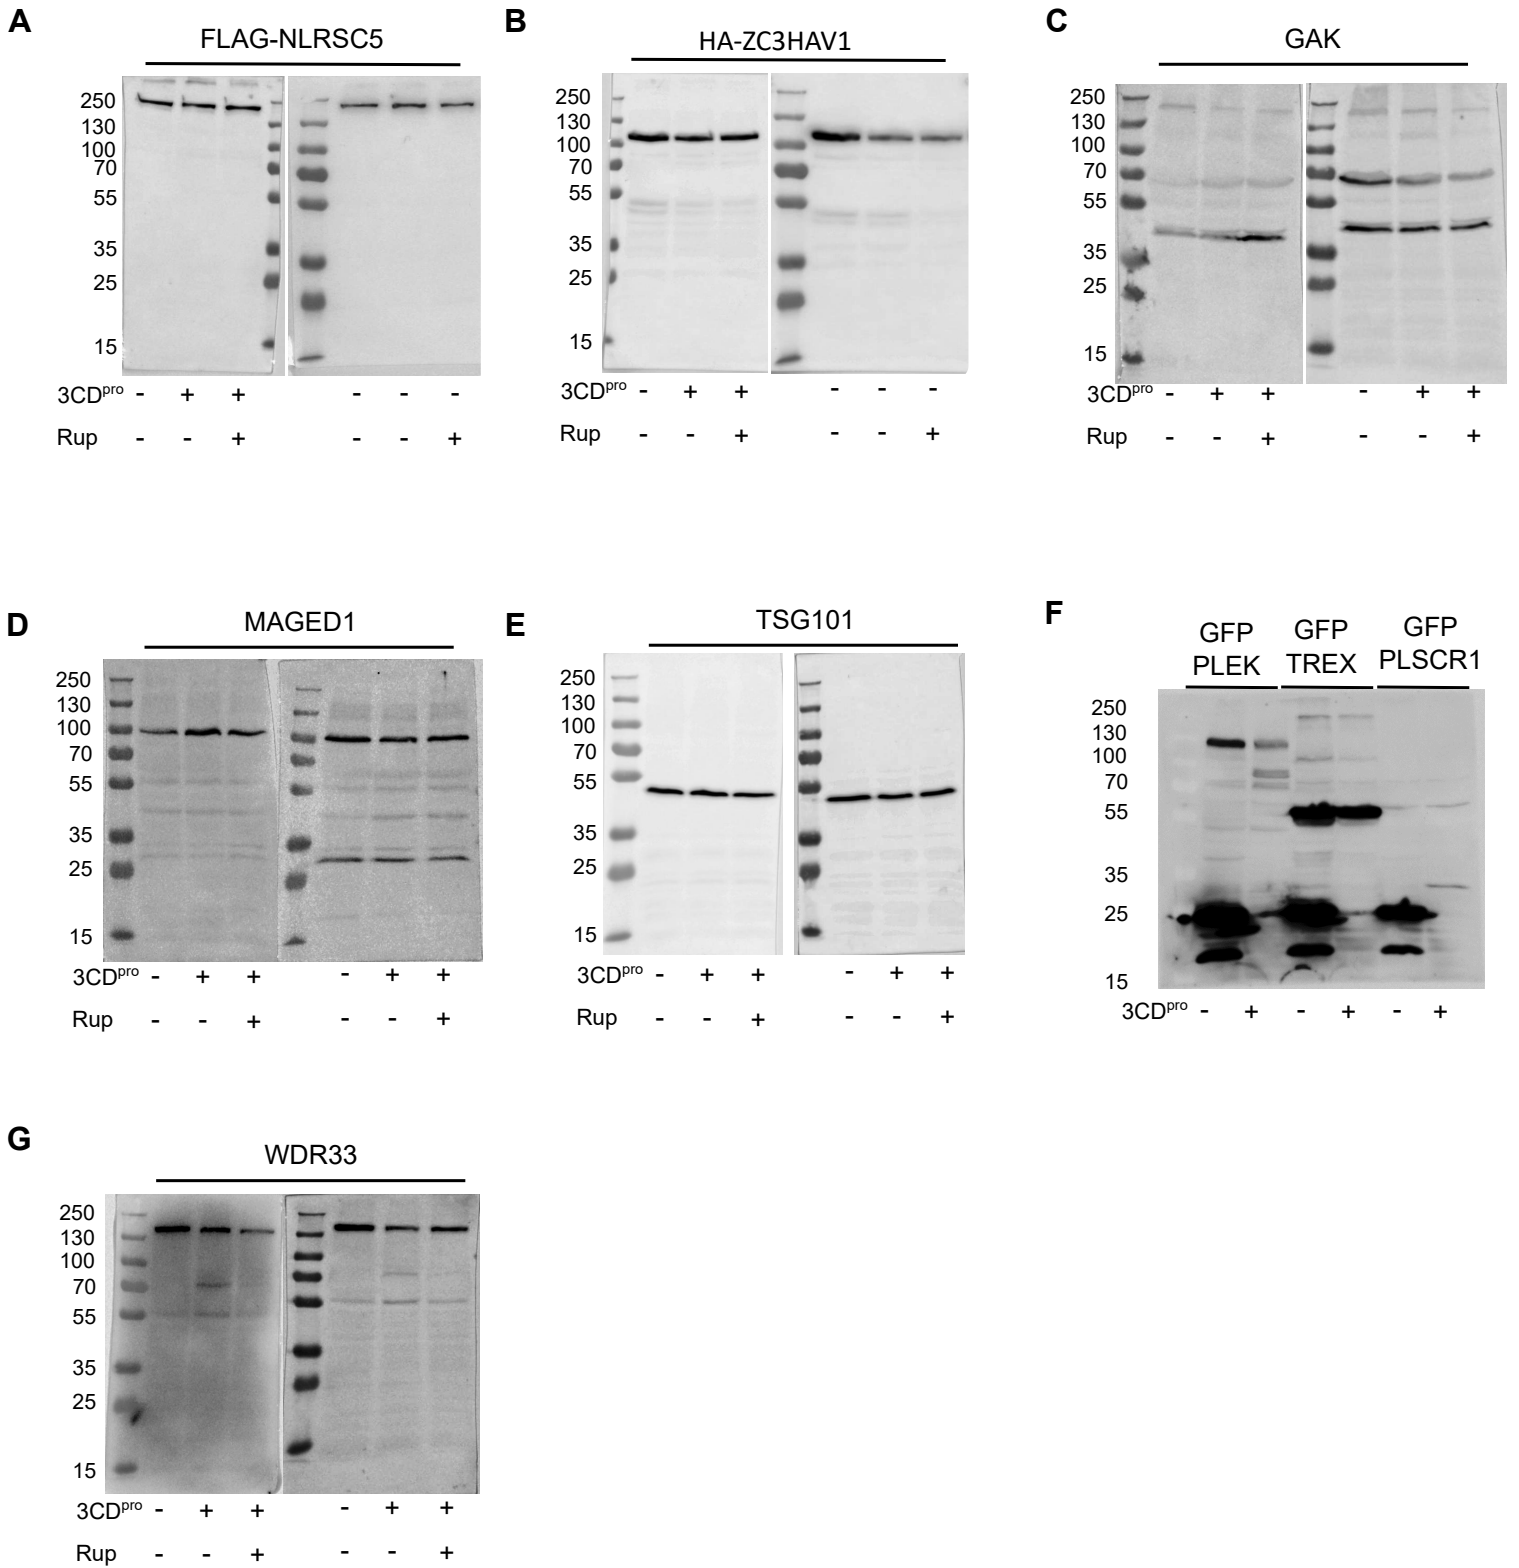 A
FLAG-NLRSC5
250
130
100
70
55
35
25
15
3CDpro - + + - - -
Rup - - + - - +
B
HA-ZC3HAV1
250
130
100
70
55
35
25
15
3CDpro - + + - - -
Rup - - + - - +
C
GAK
250
130
100
70
55
35
25
15
3CDpro - + + - + +
Rup - - + - - +
D
MAGED1
250
130
100
70
55
35
25
15
3CDpro - + + - + +
Rup - - + - - +
E
TSG101
250
130
100
70
55
35
25
15
3CDpro - + + - + +
Rup - - + - - +
F
GFP PLEK
GFP TREX
GFP PLSCR1
250
130
100
70
55
35
25
15
3CDpro - + - + - +
G
WDR33
250
130
100
70
55
35
25
15
3CDpro - + + - + +
Rup - - + - - +